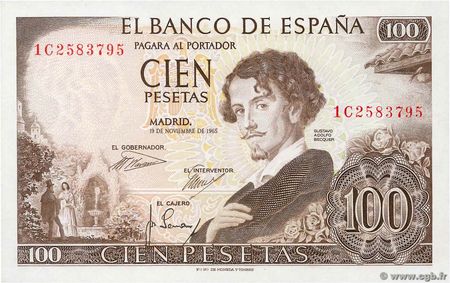 EL BANCO DE ESPAÑA
100
1C2583795
PAGARA AL PORTADOR
CIEN
PESETAS
1C2583795
MADRID,
19 DE NOVIEMBRE DE 1965
GUSTAVO
ADOLFO
BECQUER
EL GOBERNADOR
EL INTERVENTOR
EL CAJERO
100
100
CIEN PESETAS
© www.cgb.fr